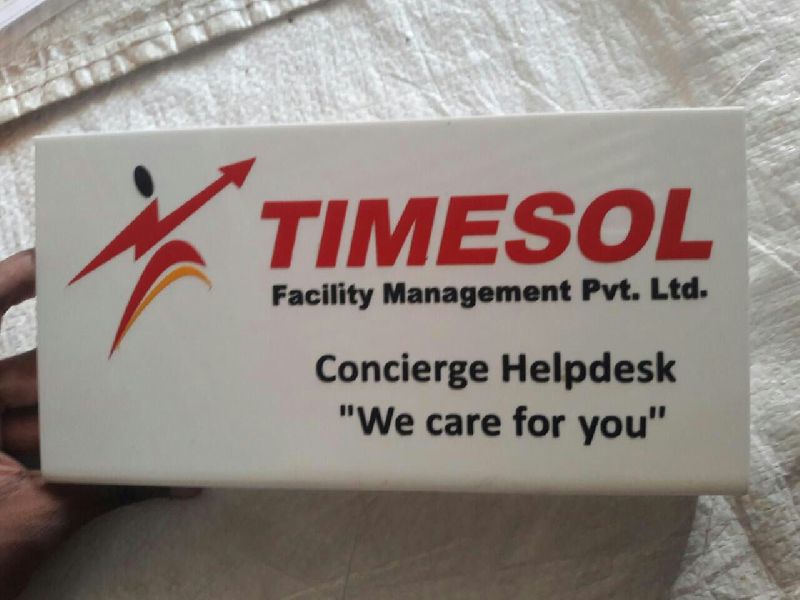 TIMESOL
Facility Management Pvt. Ltd.
Concierge Helpdesk
"We care for you"